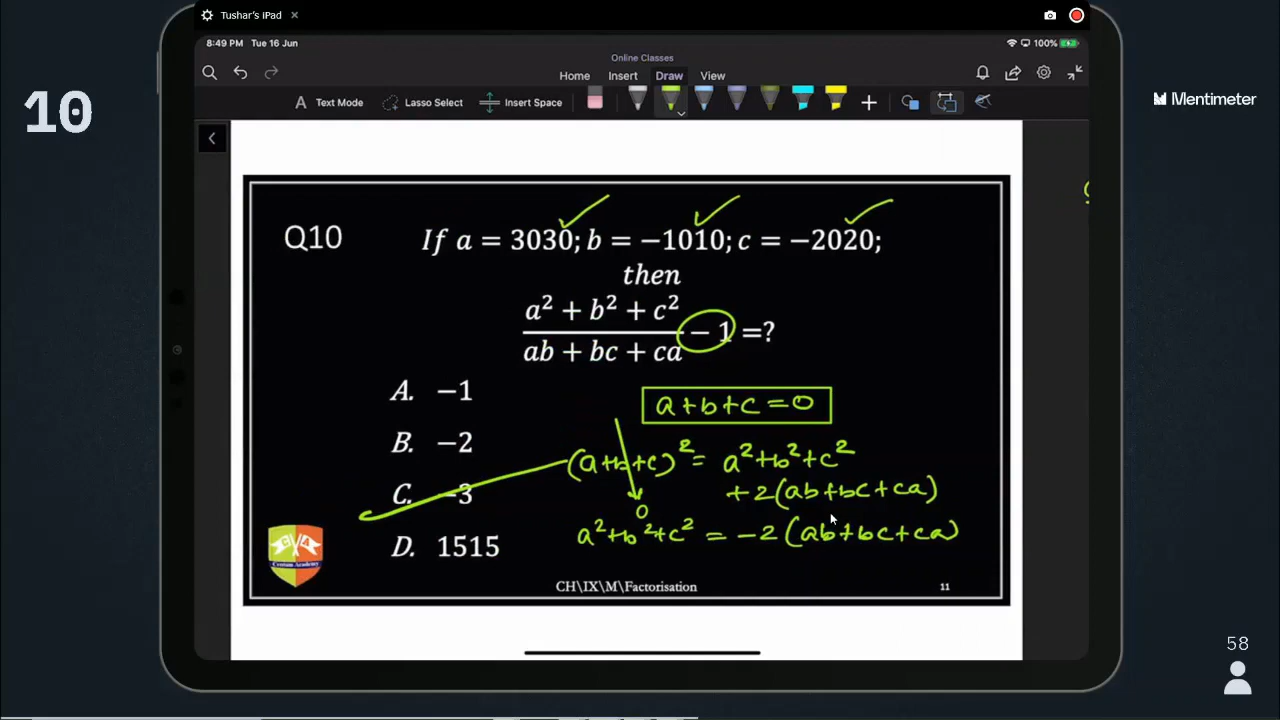 Tushar's iPad
8:49 PM Tue 16 Jun
100%
Online Classes
Home Insert Draw View
Text Mode Lasso Select Insert Space
10
Mentimeter
Q10
If a = 3030; b = −1010; c = −2020;
then
a² + b² + c²
ab + bc + ca
− 1 =?
A. −1
B. −2
C. −3
D. 1515
a+b+c = 0
(a+b+c)² = a²+b²+c²
+2(ab+bc+ca)
0
a²+b²+c² = −2(ab+bc+ca)
Centum Academy
CH\IX\M\Factorisation
11
58